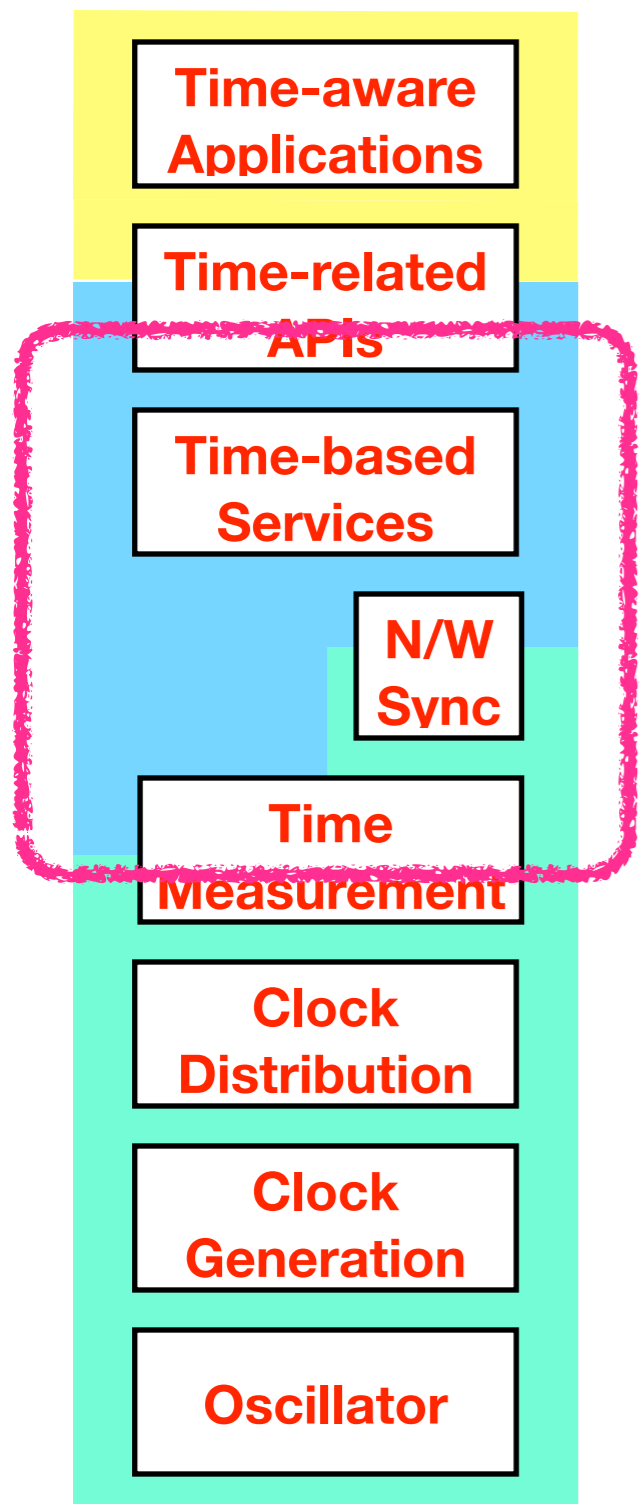 Time-aware
Applications
Time-related
APIs
Time-based
Services
N/W
Sync
Time
Measurement
Clock
Distribution
Clock
Generation
Oscillator